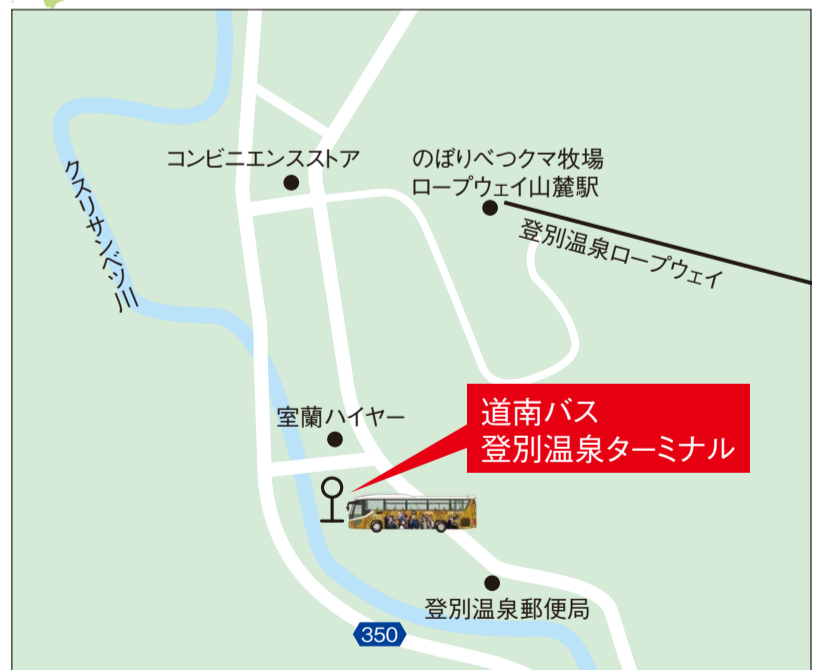 コンビニエンスストア
のぼりべつクマ牧場
ロープウェイ山麓駅
登別温泉ロープウェイ
クスリサンベツ川
室蘭ハイヤー
道南バス
登別温泉ターミナル
登別温泉郵便局
350